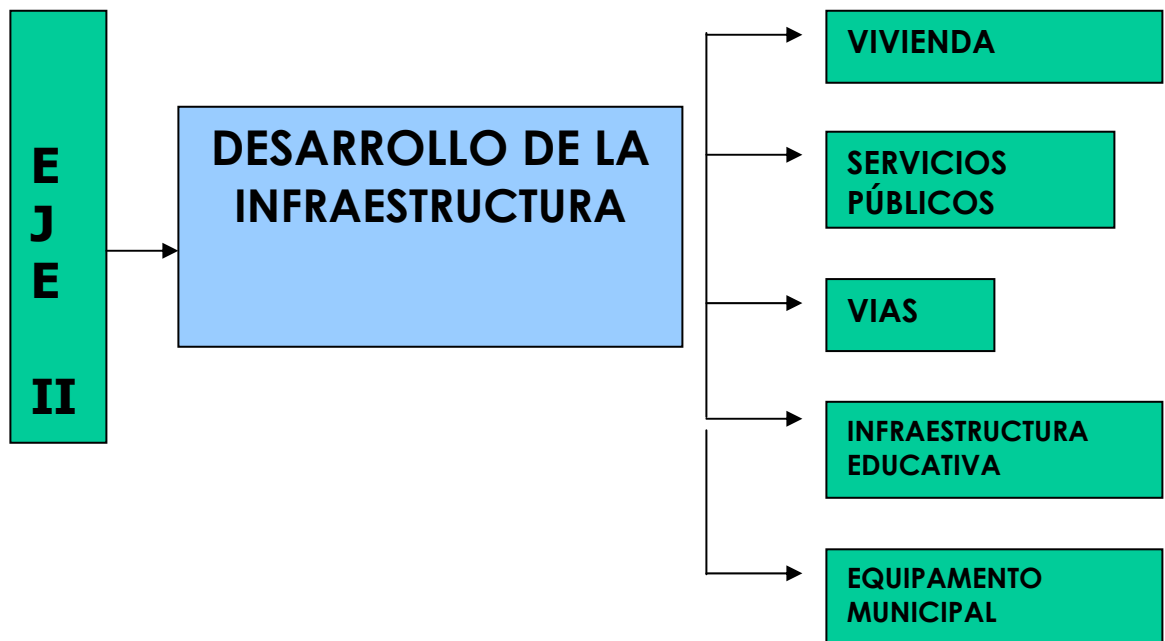 E
J
E
II
DESARROLLO DE LA
INFRAESTRUCTURA
VIVIENDA
SERVICIOS
PÚBLICOS
VIAS
INFRAESTRUCTURA
EDUCATIVA
EQUIPAMENTO
MUNICIPAL